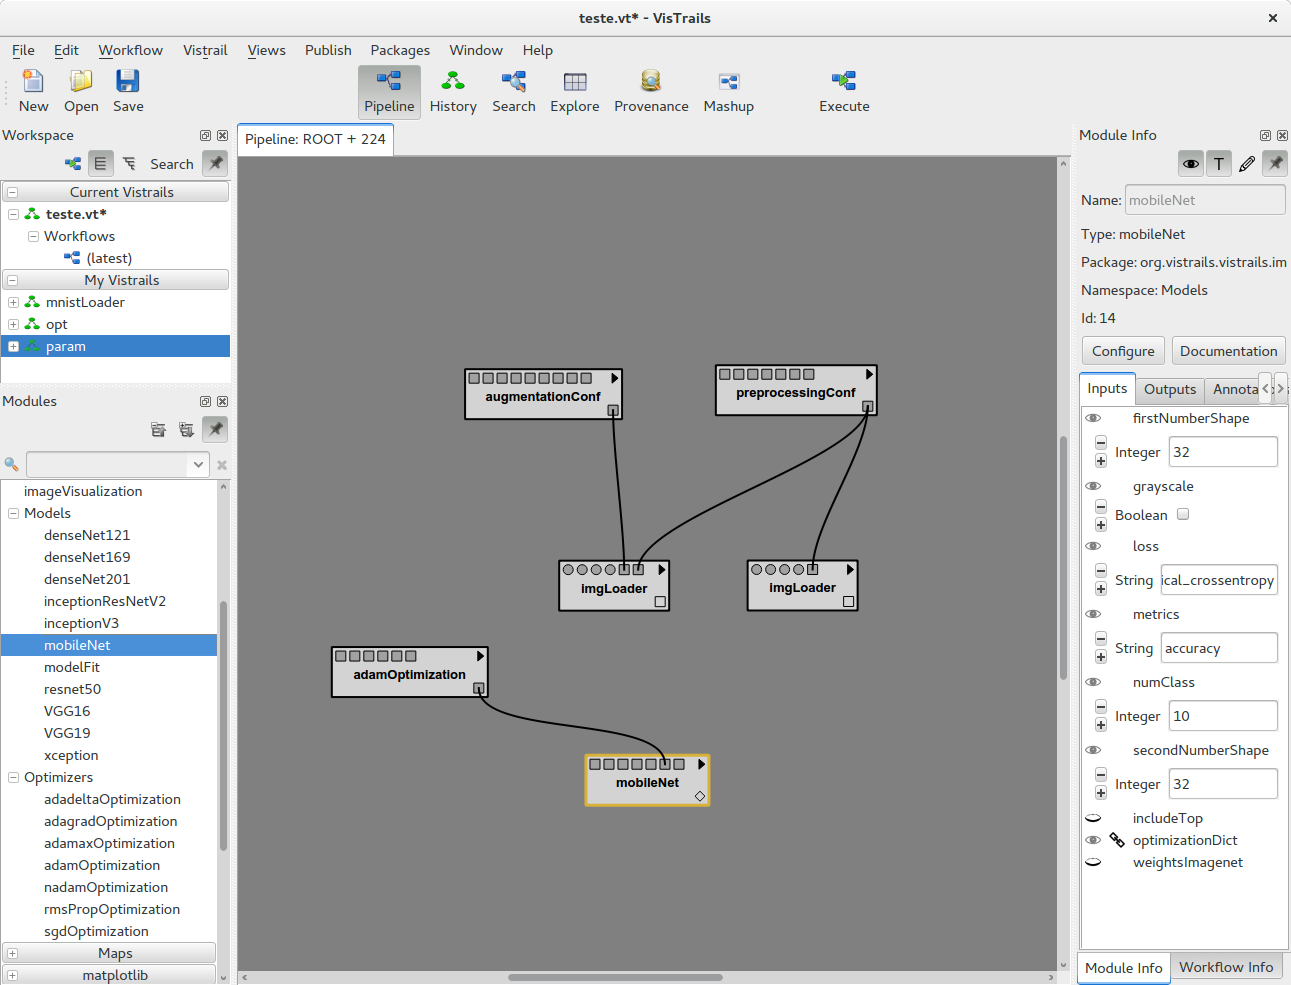 teste.vt* - VisTrails
File Edit Workflow Vistrail Views Publish Packages Window Help
New Open Save Pipeline History Search Explore Provenance Mashup Execute
Workspace
Search
Current Vistrails
teste.vt*
Workflows
(latest)
My Vistrails
mnistLoader
opt
param
Modules
imageVisualization
Models
denseNet121
denseNet169
denseNet201
inceptionResNetV2
inceptionV3
mobileNet
modelFit
resnet50
VGG16
VGG19
xception
Optimizers
adadeltaOptimization
adagradOptimization
adamaxOptimization
adamOptimization
nadamOptimization
rmsPropOptimization
sgdOptimization
Maps
matplotlib
Pipeline: ROOT + 224
augmentationConf
preprocessingConf
imgLoader
imgLoader
adamOptimization
mobileNet
Module Info
T
Name: mobileNet
Type: mobileNet
Package: org.vistrails.vistrails.im
Namespace: Models
Id: 14
Configure Documentation
Inputs Outputs Annota
firstNumberShape
Integer 32
grayscale
Boolean
loss
String ical_crossentropy
metrics
String accuracy
numClass
Integer 10
secondNumberShape
Integer 32
includeTop
optimizationDict
weightsImagenet
Module Info Workflow Info